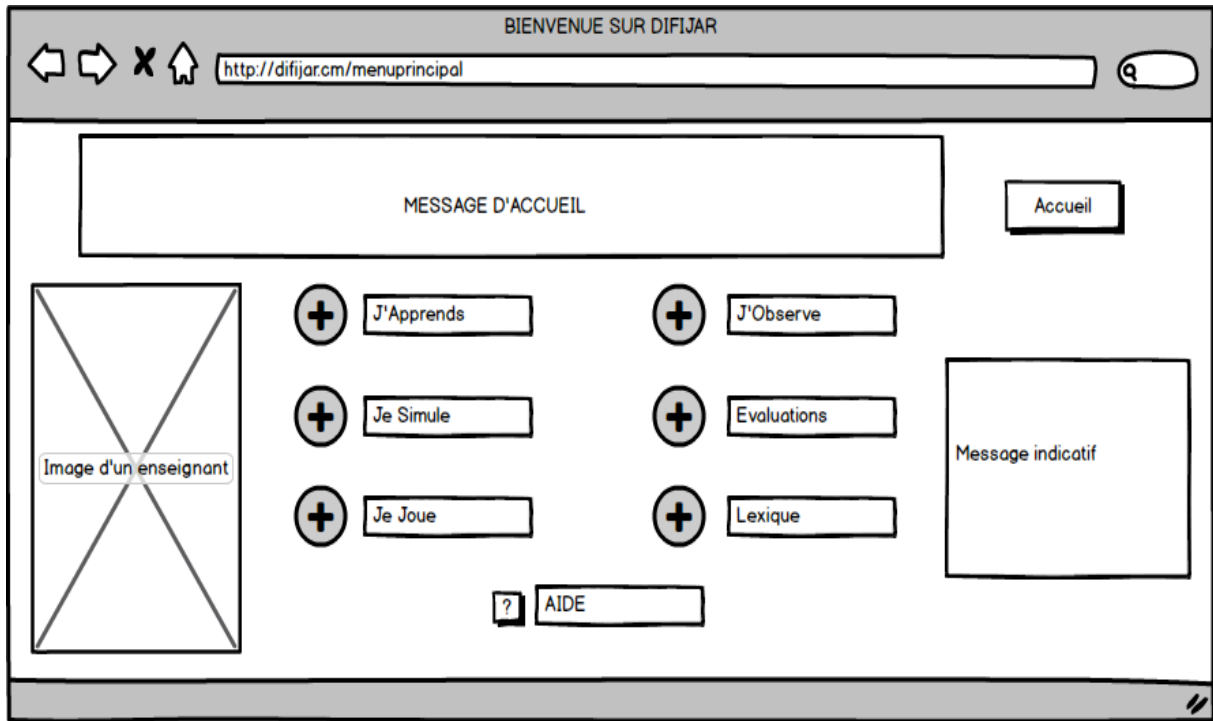 BIENVENUE SUR DIFIJAR
http://difijar.cm/menuprincipal
MESSAGE D'ACCUEIL
Accueil
J'Apprends
J'Observe
Je Simule
Evaluations
Image d'un enseignant
Message indicatif
Je Joue
Lexique
? AIDE